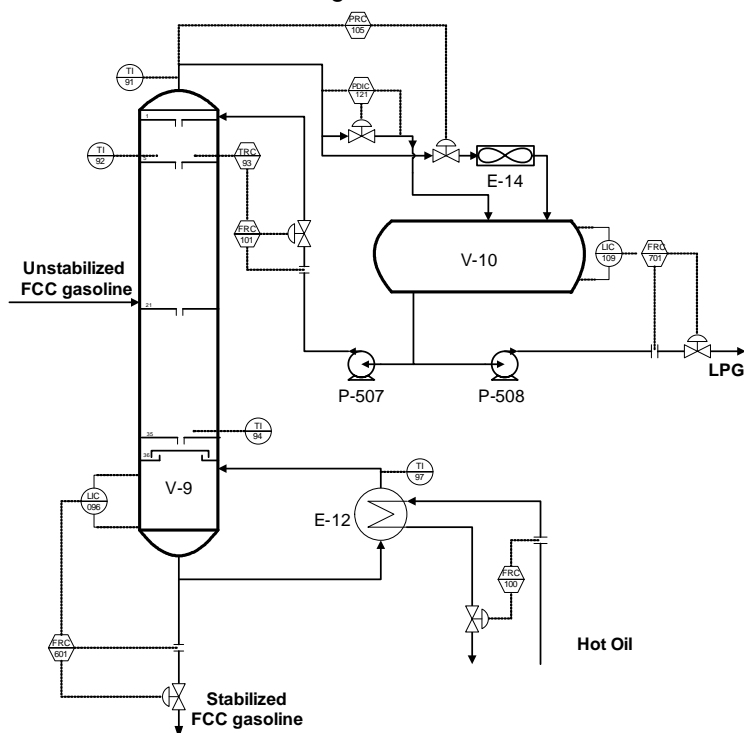 PRC
105
TI
91
PDIC
121
1
TI
92
5
TRC
93
E-14
FRC
101
V-10
LIC
109
FRC
701
Unstabilized
FCC gasoline
21
LPG
P-507
P-508
35
TI
94
36
V-9
TI
97
LIC
096
E-12
FRC
100
FRC
601
Hot Oil
Stabilized
FCC gasoline